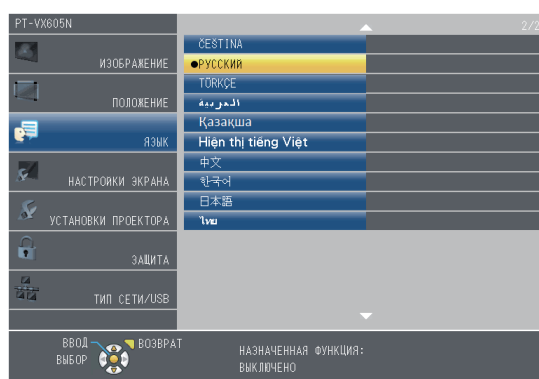 PT-VX605N
2/2
ИЗОБРАЖЕНИЕ
ПОЛОЖЕНИЕ
ЯЗЫК
НАСТРОЙКИ ЭКРАНА
УСТАНОВКИ ПРОЕКТОРА
ЗАЩИТА
ТИП СЕТИ/USB
ČEŠTINA
РУССКИЙ
TÜRKÇE
العربية
Қазақша
Hiện thị tiếng Việt
中文
한국어
日本語
ไทย
ВВОД
ВЫБОР
ВОЗВРАТ
НАЗНАЧЕННАЯ ФУНКЦИЯ:
ВЫКЛЮЧЕНО